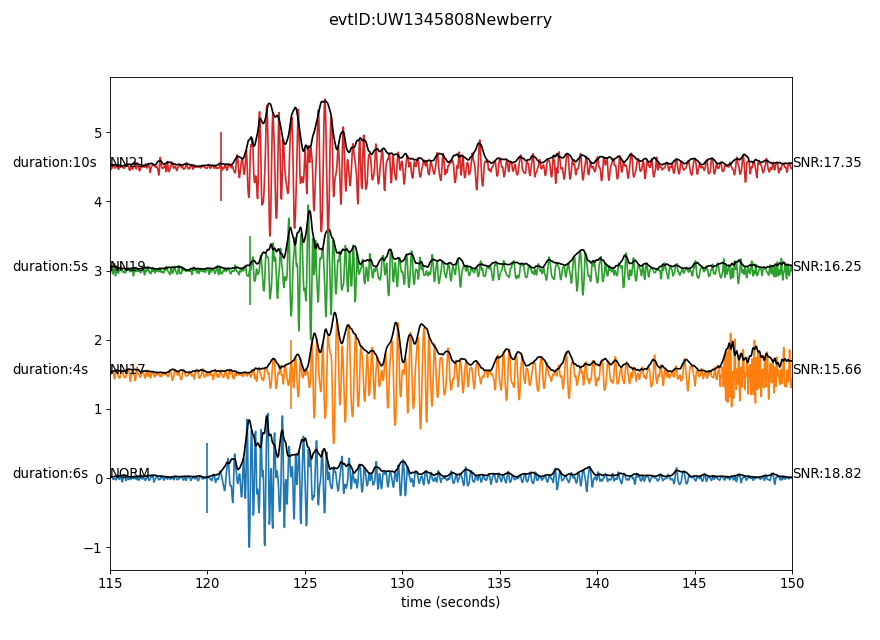 evtID:UW1345808Newberry
5
duration:10s NN21 SNR:17.35
4
duration:5s NN19 SNR:16.25
3
2
duration:4s NN17 SNR:15.66
1
duration:6s NORM SNR:18.82
0
−1
115 120 125 130 135 140 145 150
time (seconds)